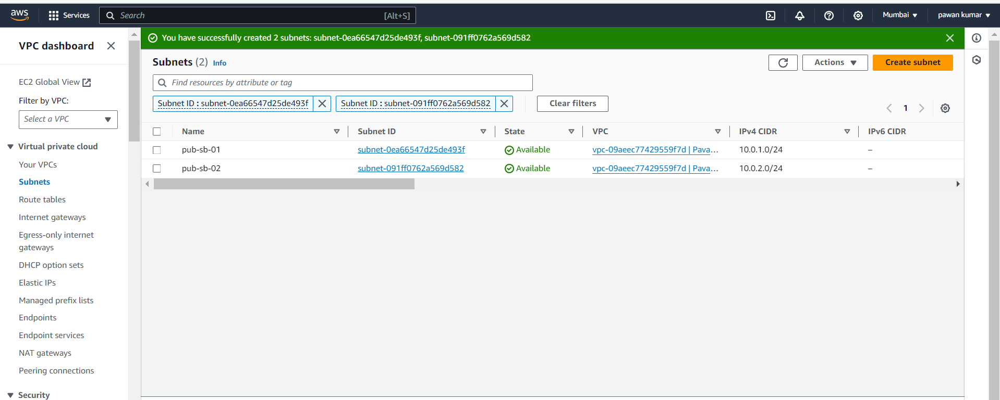 aws Services Search [Alt+S] Mumbai pawan kumar
VPC dashboard
EC2 Global View
Filter by VPC:
Select a VPC
Virtual private cloud
Your VPCs
Subnets
Route tables
Internet gateways
Egress-only internet
gateways
DHCP option sets
Elastic IPs
Managed prefix lists
Endpoints
Endpoint services
NAT gateways
Peering connections
Security
You have successfully created 2 subnets: subnet-0ea66547d25de493f, subnet-091ff0762a569d582
Subnets (2) Info
Actions
Create subnet
Find resources by attribute or tag
Subnet ID : subnet-0ea66547d25de493f Subnet ID : subnet-091ff0762a569d582 Clear filters
1
Name Subnet ID State VPC IPv4 CIDR IPv6 CIDR
pub-sb-01 subnet-0ea66547d25de493f Available vpc-09aeec77429559f7d | Pava... 10.0.1.0/24 –
pub-sb-02 subnet-091ff0762a569d582 Available vpc-09aeec77429559f7d | Pava... 10.0.2.0/24 –